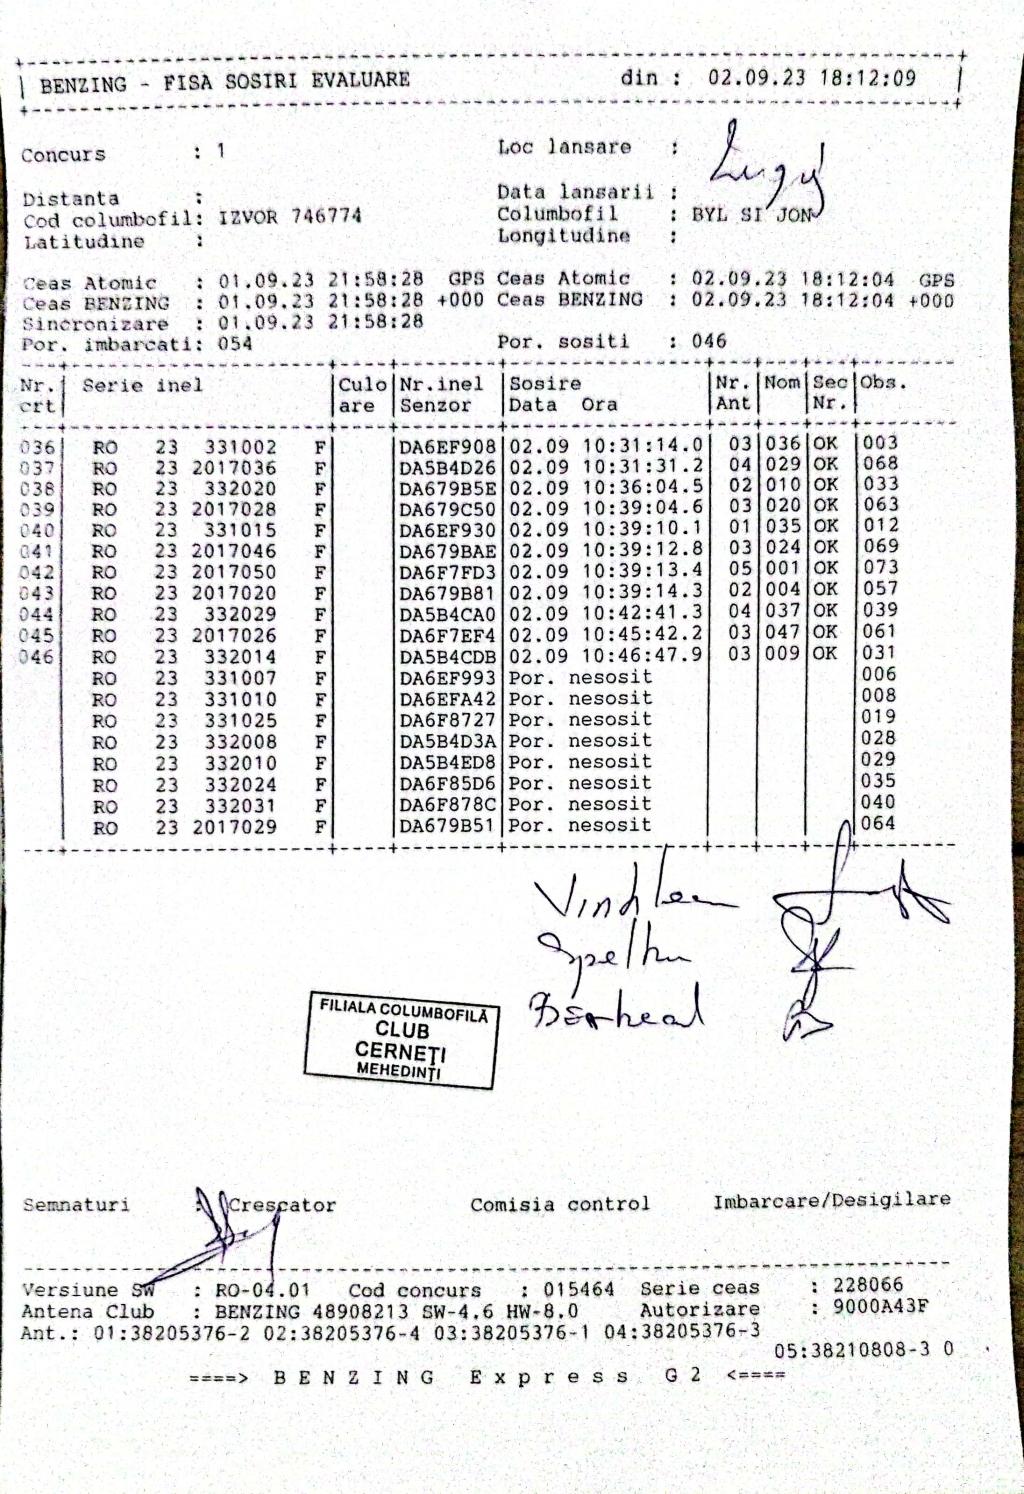 BENZING - FISA SOSIRI EVALUARE din : 02.09.23 18:12:09
Concurs : 1 Loc lansare : Lugoj
Distanta : Data lansarii :
Cod columbofil: IZVOR 746774 Columbofil : BYL SI JON
Latitudine : Longitudine :
Ceas Atomic : 01.09.23 21:58:28 GPS Ceas Atomic : 02.09.23 18:12:04 GPS
Ceas BENZING : 01.09.23 21:58:28 +000 Ceas BENZING : 02.09.23 18:12:04 +000
Sincronizare : 01.09.23 21:58:28
Por. imbarcati: 054 Por. sositi : 046
Nr. Serie inel Culo Nr.inel Sosire Nr. Nom Sec Obs.
crt are Senzor Data Ora Ant Nr.
036 RO 23 331002 F DA6EF908 02.09 10:31:14.0 03 036 OK 003
037 RO 23 2017036 F DA5B4D26 02.09 10:31:31.2 04 029 OK 068
038 RO 23 332020 F DA679B5E 02.09 10:36:04.5 02 010 OK 033
039 RO 23 2017028 F DA679C50 02.09 10:39:04.6 03 020 OK 063
040 RO 23 331015 F DA6EF930 02.09 10:39:10.1 01 035 OK 012
041 RO 23 2017046 F DA679BAE 02.09 10:39:12.8 03 024 OK 069
042 RO 23 2017050 F DA6F7FD3 02.09 10:39:13.4 05 001 OK 073
043 RO 23 2017020 F DA679B81 02.09 10:39:14.3 02 004 OK 057
044 RO 23 332029 F DA5B4CA0 02.09 10:42:41.3 04 037 OK 039
045 RO 23 2017026 F DA6F7EF4 02.09 10:45:42.2 03 047 OK 061
046 RO 23 332014 F DA5B4CDB 02.09 10:46:47.9 03 009 OK 031
RO 23 331007 F DA6EF993 Por. nesosit 006
RO 23 331010 F DA6EFA42 Por. nesosit 008
RO 23 331025 F DA6F8727 Por. nesosit 019
RO 23 332008 F DA5B4D3A Por. nesosit 028
RO 23 332010 F DA5B4ED8 Por. nesosit 029
RO 23 332024 F DA6F85D6 Por. nesosit 035
RO 23 332031 F DA6F878C Por. nesosit 040
RO 23 2017029 F DA679B51 Por. nesosit 064
FILIALA COLUMBOFILĂ
CLUB
CERNEȚI
MEHEDINȚI
Semnaturi : Crescator Comisia control Imbarcare/Desigilare
Versiune SW : RO-04.01 Cod concurs : 015464 Serie ceas : 228066
Antena Club : BENZING 48908213 SW-4.6 HW-8.0 Autorizare : 9000A43F
Ant.: 01:38205376-2 02:38205376-4 03:38205376-1 04:38205376-3
05:38210808-3 0
====> B E N Z I N G E x p r e s s G 2 <====